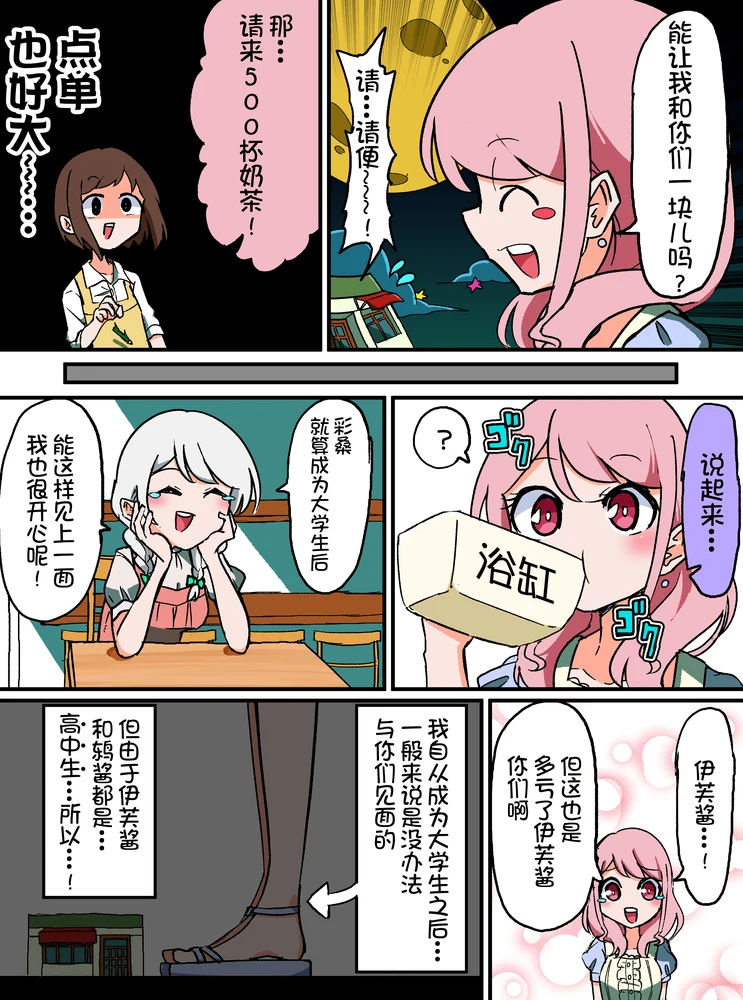 能让我和你们一块儿吗？
请…请便～～～！
那…
请来500杯奶茶！
点单
也好大～～～…
说起来…
？
ゴク
ゴク
浴缸
彩桑
就算成为大学生后
能这样见上一面
我也很开心呢！
伊芙酱…！
但这也是
多亏了伊芙酱
你们啊
我自从成为大学生之后…
一般来说是没办法
与你们见面的
但由于伊芙酱
和鸫酱都是…
高中生…所以…！